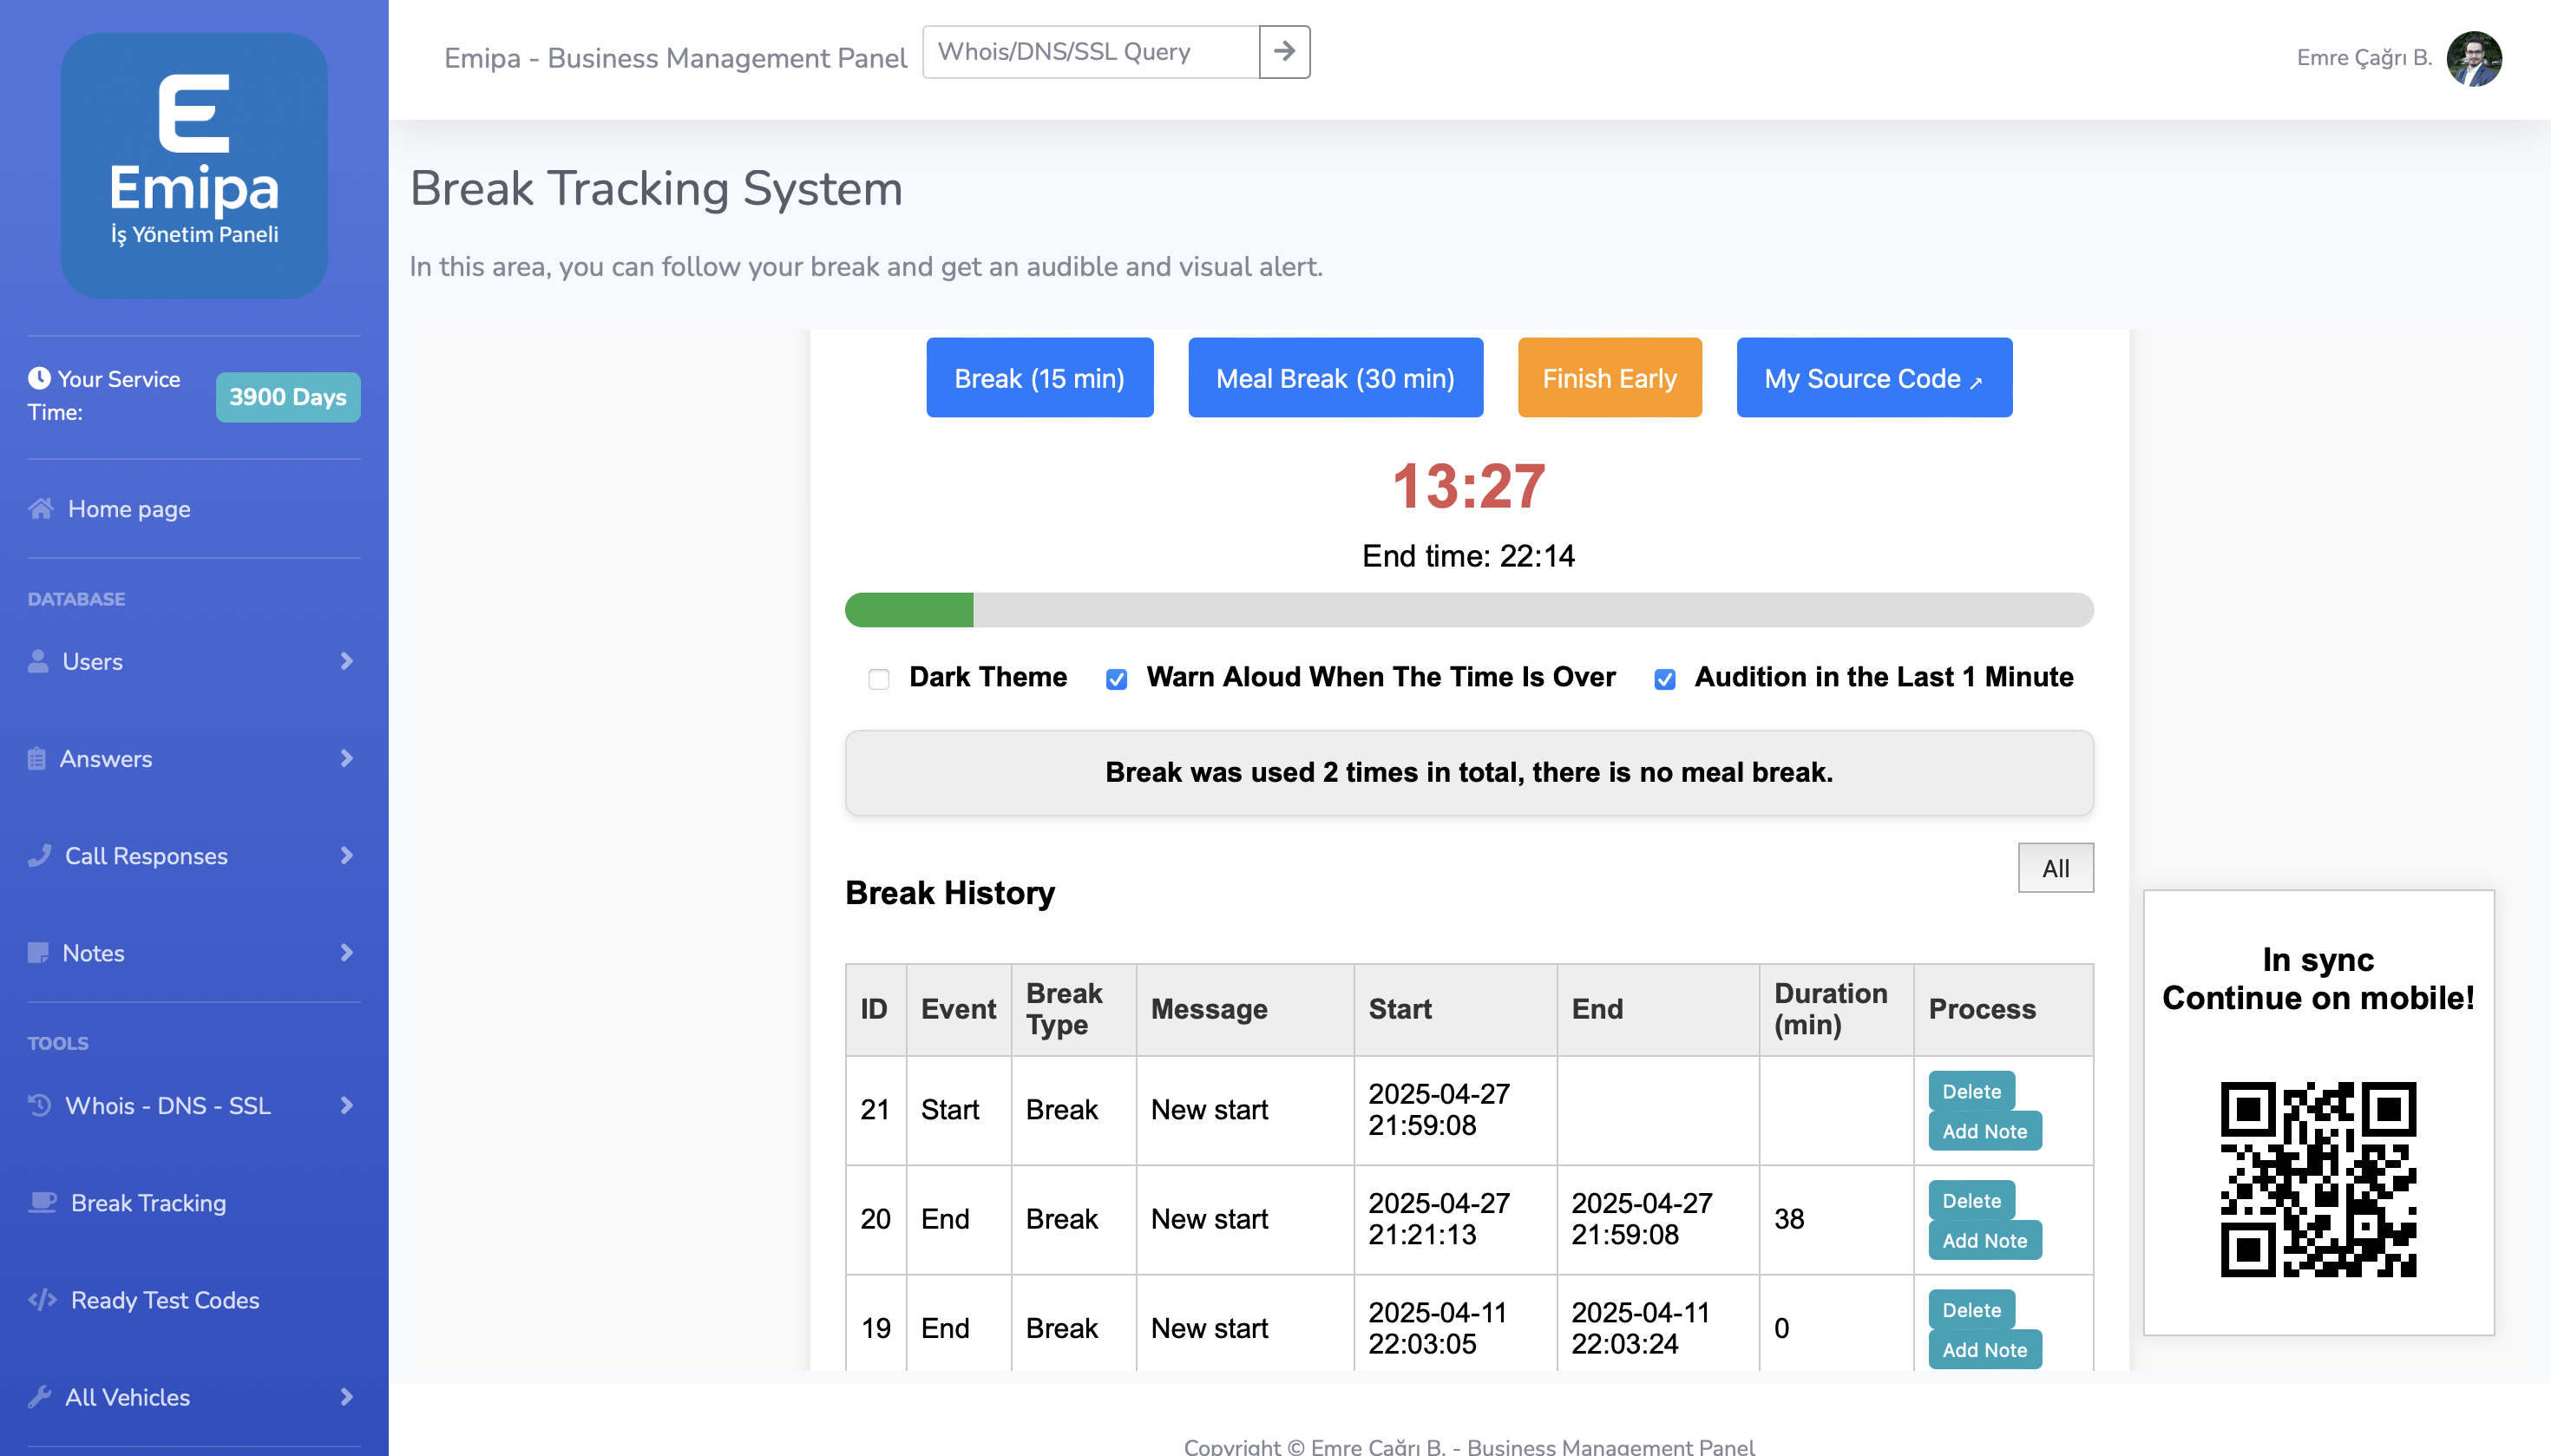 Emipa
İş Yönetim Paneli
Your Service
Time:
3900 Days
Home page
DATABASE
Users
Answers
Call Responses
Notes
TOOLS
Whois - DNS - SSL
Break Tracking
Ready Test Codes
All Vehicles
Emipa - Business Management Panel
Whois/DNS/SSL Query
Emre Çağrı B.
Break Tracking System
In this area, you can follow your break and get an audible and visual alert.
Break (15 min)
Meal Break (30 min)
Finish Early
My Source Code ↗
13:27
End time: 22:14
Dark Theme
Warn Aloud When The Time Is Over
Audition in the Last 1 Minute
Break was used 2 times in total, there is no meal break.
All
Break History
ID Event Break Type Message Start End Duration (min) Process
21 Start Break New start 2025-04-27 21:59:08 Delete Add Note
20 End Break New start 2025-04-27 21:21:13 2025-04-27 21:59:08 38 Delete Add Note
19 End Break New start 2025-04-11 22:03:05 2025-04-11 22:03:24 0 Delete Add Note
In sync
Continue on mobile!
Copyright © Emre Çağrı B. - Business Management Panel